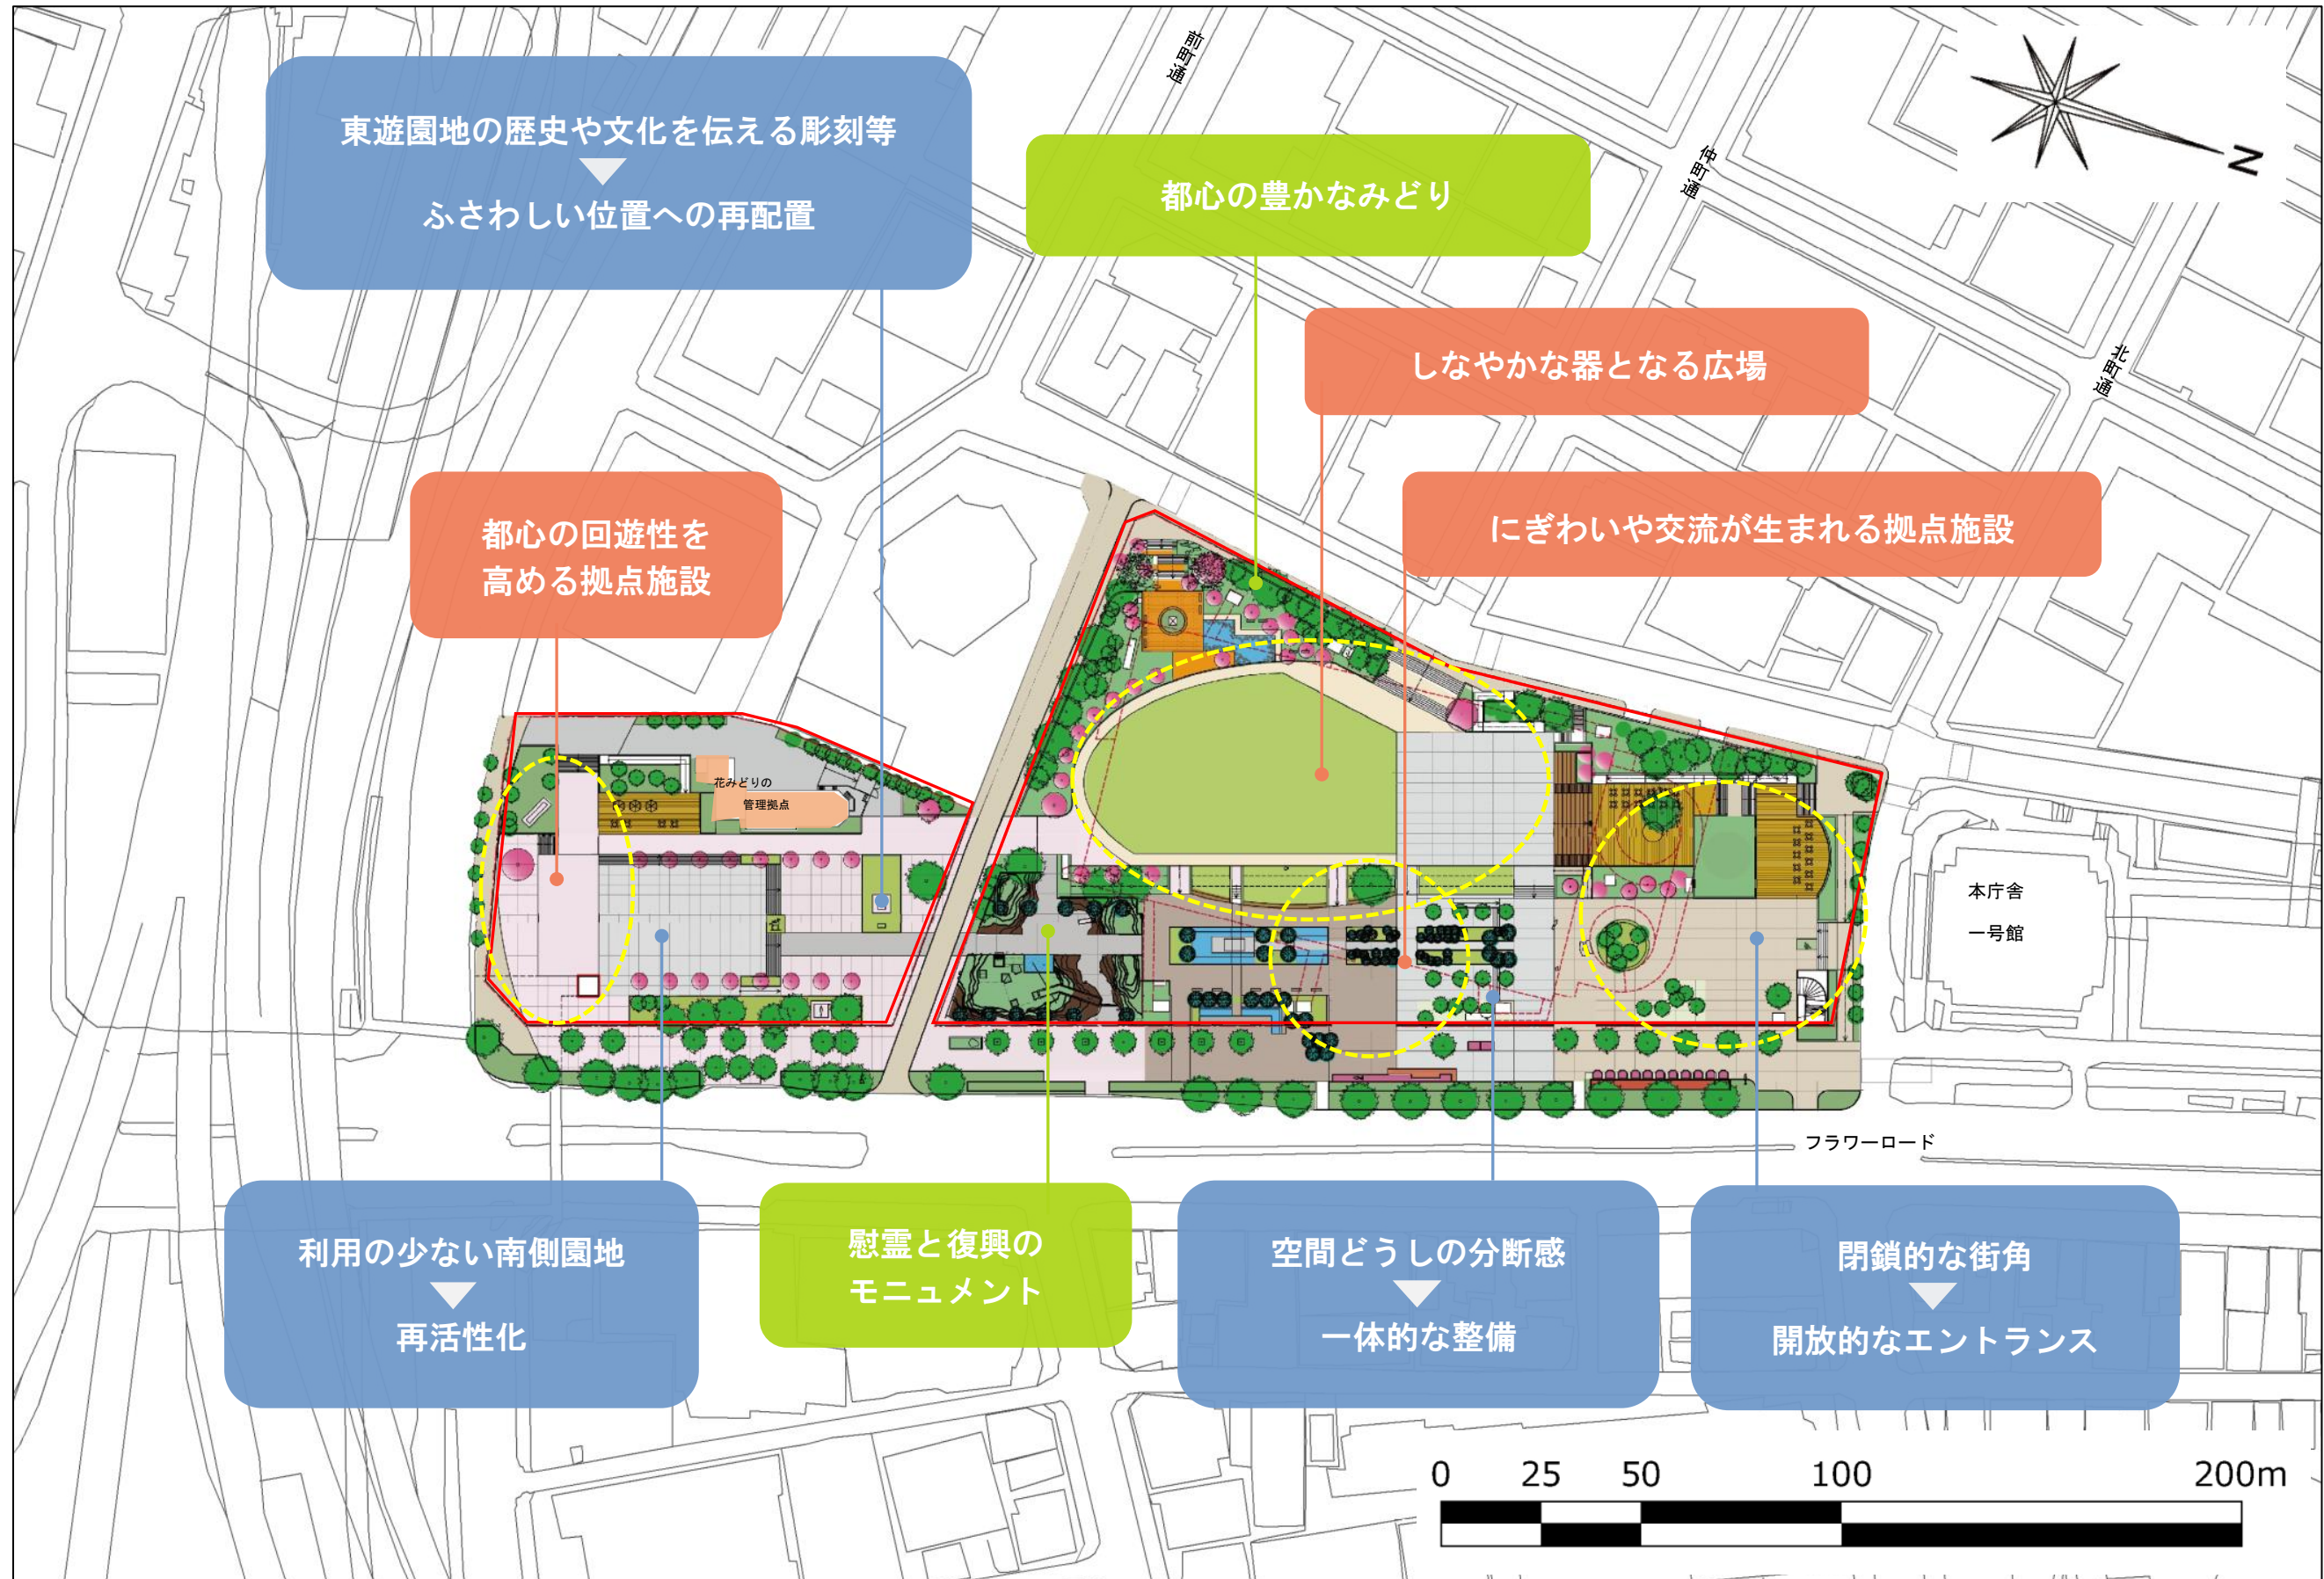 前町通
東遊園地の歴史や文化を伝える彫刻等
ふさわしい位置への再配置
都心の豊かなみどり
仲町通
N
しなやかな器となる広場
北町通
都心の回遊性を
高める拠点施設
にぎわいや交流が生まれる拠点施設
花みどりの
管理拠点
本庁舎
一号館
フラワーロード
利用の少ない南側園地
再活性化
慰霊と復興の
モニュメント
空間どうしの分断感
一体的な整備
閉鎖的な街角
開放的なエントランス
0 25 50 100 200m